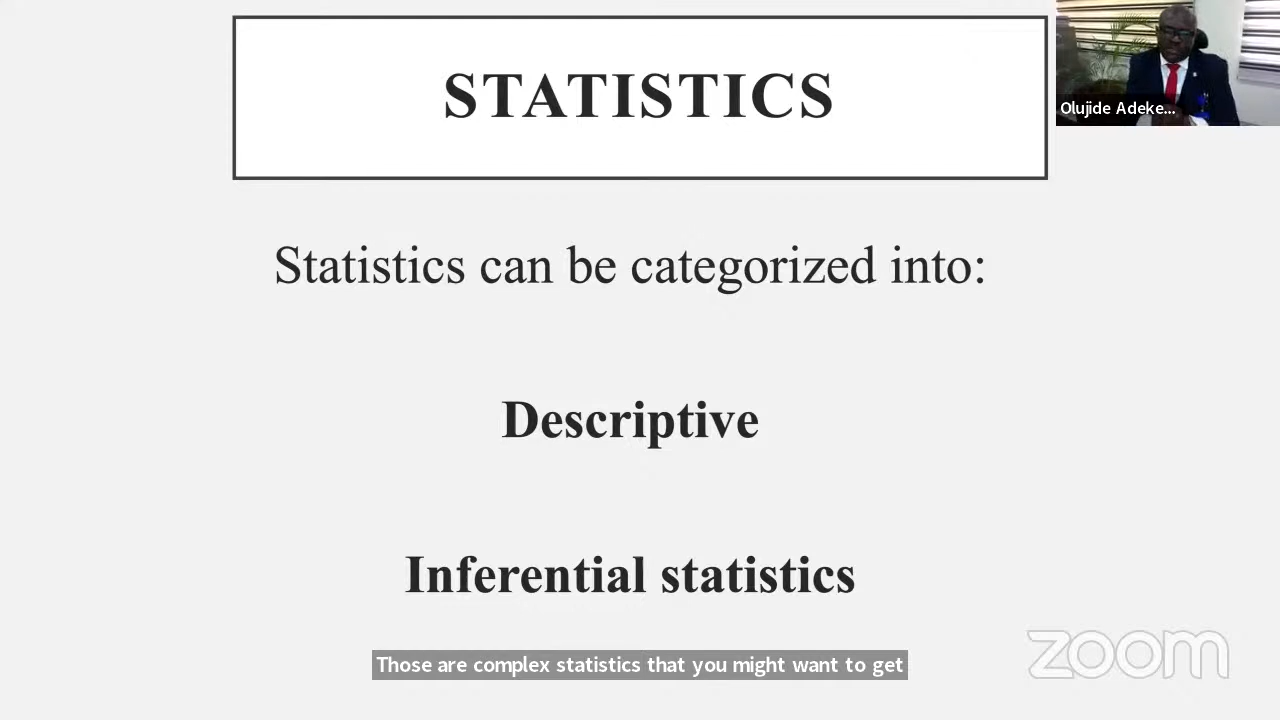 STATISTICS
Olujide Adeke...
Statistics can be categorized into:
Descriptive
Inferential statistics
Those are complex statistics that you might want to get
zoom